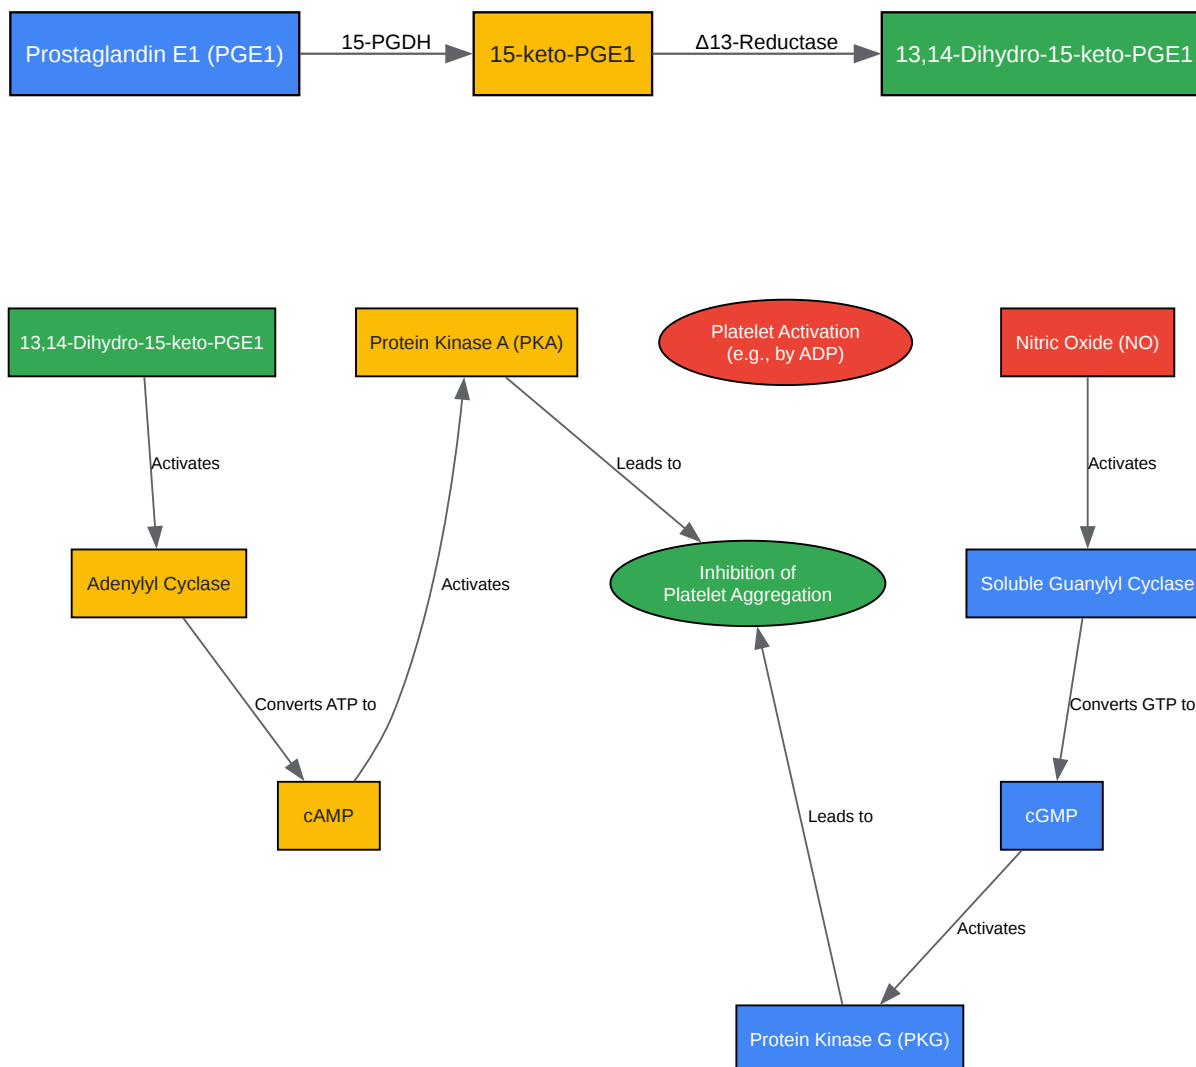 Prostaglandin E1 (PGE1)
15-PGDH
15-keto-PGE1
Δ13-Reductase
13,14-Dihydro-15-keto-PGE1
13,14-Dihydro-15-keto-PGE1
Protein Kinase A (PKA)
Platelet Activation
(e.g., by ADP)
Nitric Oxide (NO)
Activates
Leads to
Activates
Adenylyl Cyclase
Activates
Inhibition of
Platelet Aggregation
Soluble Guanylyl Cyclase
Converts ATP to
Converts GTP to
cAMP
Leads to
cGMP
Activates
Protein Kinase G (PKG)